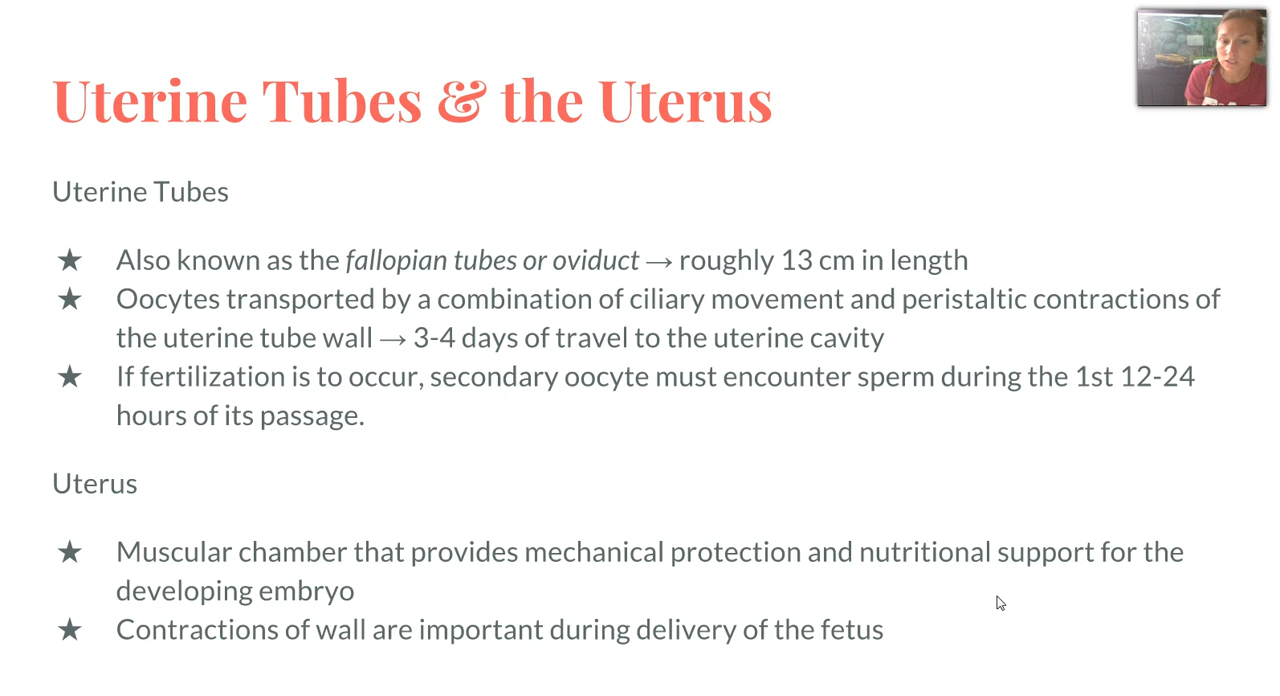 Uterine Tubes & the Uterus
Uterine Tubes
★ Also known as the fallopian tubes or oviduct → roughly 13 cm in length
★ Oocytes transported by a combination of ciliary movement and peristaltic contractions of
the uterine tube wall → 3-4 days of travel to the uterine cavity
★ If fertilization is to occur, secondary oocyte must encounter sperm during the 1st 12-24
hours of its passage.
Uterus
★ Muscular chamber that provides mechanical protection and nutritional support for the
developing embryo
★ Contractions of wall are important during delivery of the fetus